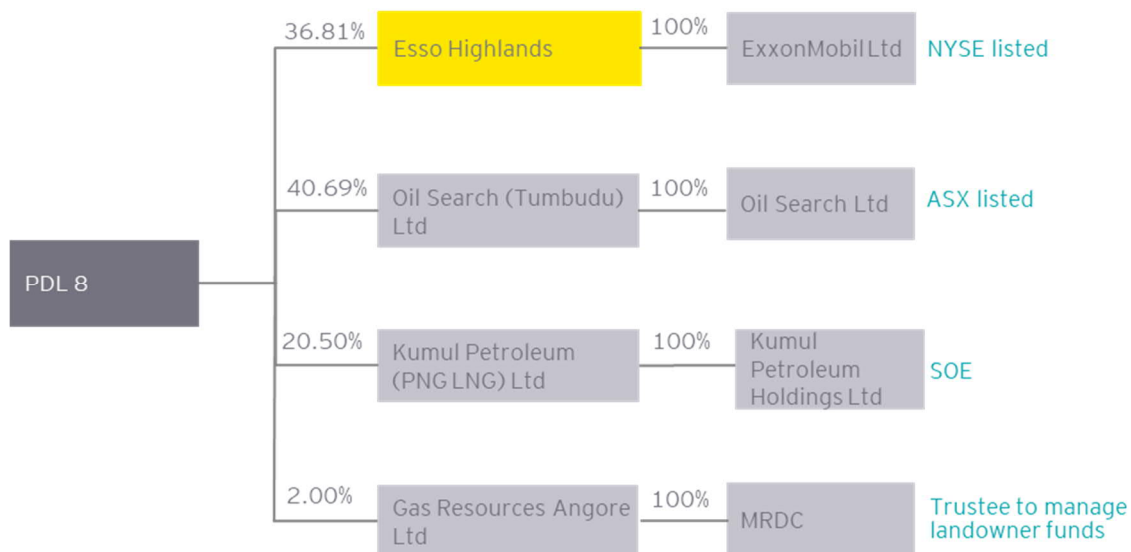 36.81%
Esso Highlands
100%
ExxonMobil Ltd
NYSE listed
40.69%
Oil Search (Tumbudu)
Ltd
100%
Oil Search Ltd
ASX listed
PDL 8
20.50%
Kumul Petroleum
(PNG LNG) Ltd
100%
Kumul
Petroleum
Holdings Ltd
SOE
2.00%
Gas Resources Angore
Ltd
100%
MRDC
Trustee to manage
landowner funds